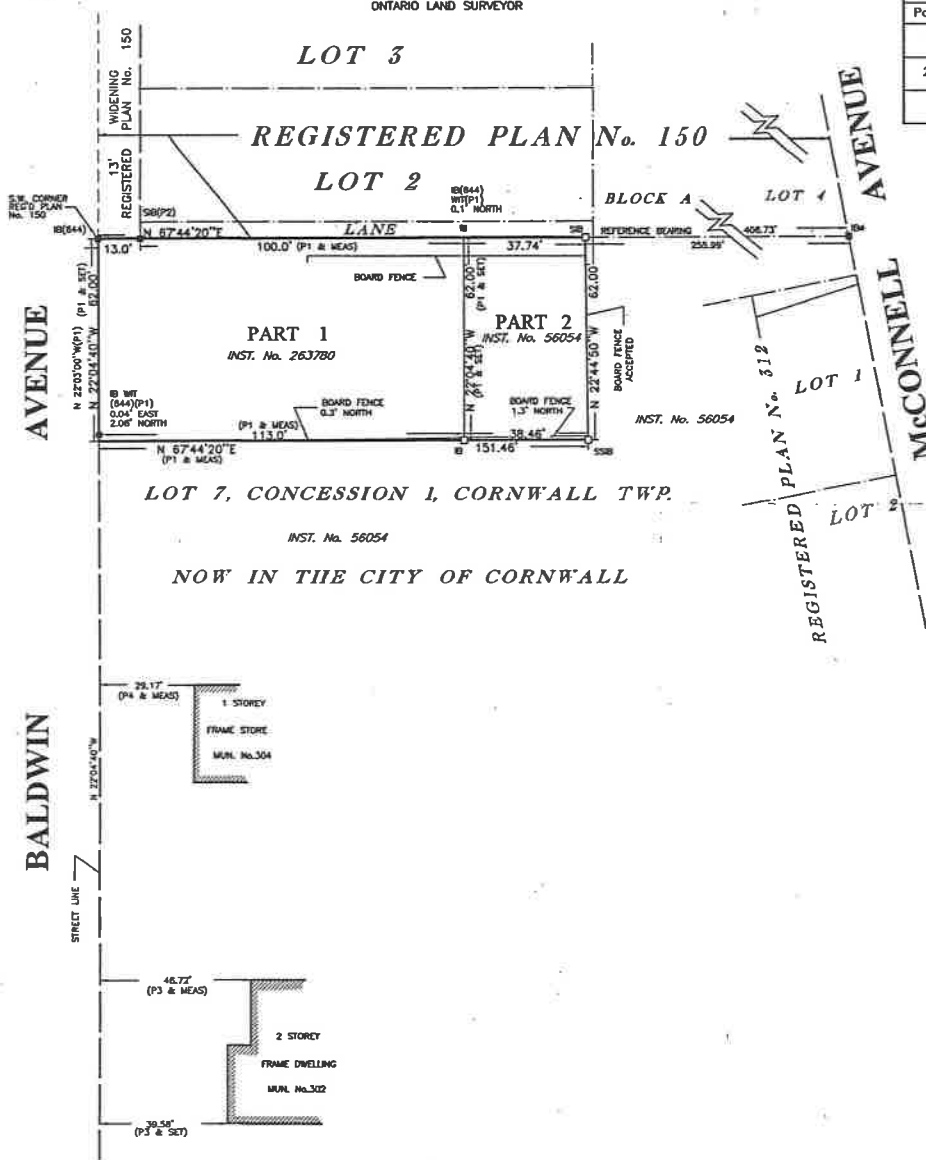 ONTARIO LAND SURVEYOR
LOT 3
13' WIDENING
REGISTERED PLAN No. 150
REGISTERED PLAN No. 150
LOT 2
S.W. CORNER
REG'D PLAN
No. 150
IB(644)
SIB(P2)
IB(644)
WIT(P1)
0.1' NORTH
BLOCK A
LOT 4
AVENUE
N 67°44'20"E
LANE
SIB
REFERENCE BEARING
406.73'
13.0'
100.0' (P1 & MEAS)
37.74'
255.99'
BOARD FENCE
AVENUE
N 22°03'00"W(P1)
N 22°04'40"W
62.00'
(P1 & SET)
PART 1
INST. No. 263780
62.00'
(P1 & SET)
N 22°04'40"W
(P1 & SET)
PART 2
INST. No. 56054
62.00'
N 22°44'50"W
BOARD FENCE
ACCEPTED
McCONNELL
IB WIT
(644)(P1)
0.04' EAST
2.06' NORTH
BOARD FENCE
0.3' NORTH
BOARD FENCE
1.3' NORTH
INST. No. 56054
REGISTERED PLAN No. 312
LOT 1
(P1 & MEAS)
113.0'
38.46'
N 67°44'20"E
(P1 & MEAS)
IB
151.46'
SSIB
LOT 2
LOT 7, CONCESSION 1, CORNWALL TWP.
INST. No. 56054
NOW IN THE CITY OF CORNWALL
BALDWIN
N 22°04'40"W
29.17'
(P4 & MEAS)
1 STOREY
FRAME STORE
MUN. No.304
STREET LINE
46.72'
(P3 & MEAS)
2 STOREY
FRAME DWELLING
MUN. No.302
39.58'
(P3 & SET)